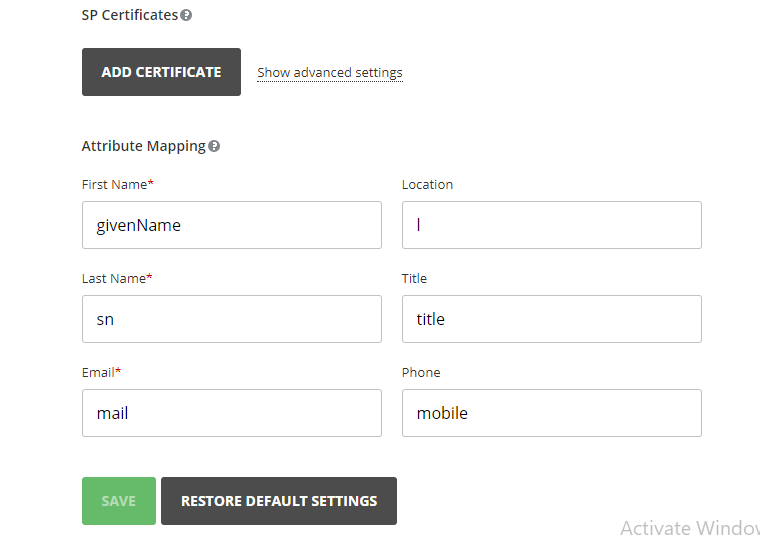 SP Certificates
ADD CERTIFICATE Show advanced settings
Attribute Mapping
First Name* Location
givenName l
Last Name* Title
sn title
Email* Phone
mail mobile
SAVE RESTORE DEFAULT SETTINGS
Activate Window